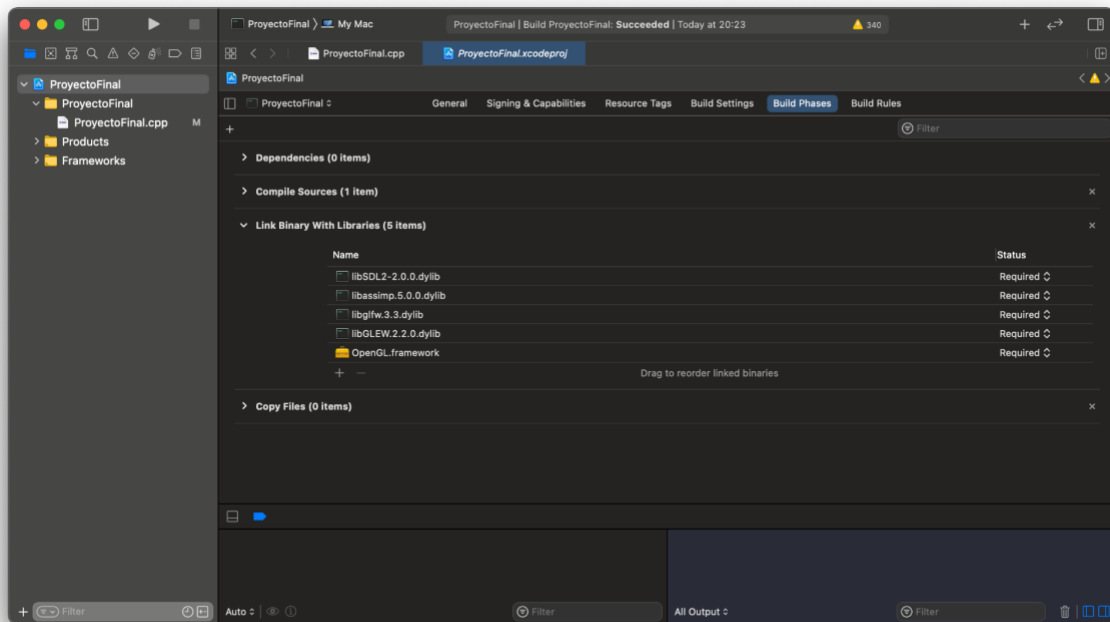 ProyectoFinal 〉 My Mac
ProyectoFinal | Build ProyectoFinal: Succeeded | Today at 20:23
340
ProyectoFinal.cpp
ProyectoFinal.xcodeproj
ProyectoFinal
ProyectoFinal
ProyectoFinal
ProyectoFinal.cpp M
Products
Frameworks
ProyectoFinal
General Signing & Capabilities Resource Tags Build Settings Build Phases Build Rules
Filter
Dependencies (0 items)
Compile Sources (1 item)
Link Binary With Libraries (5 items)
Name Status
libSDL2-2.0.0.dylib Required
libassimp.5.0.0.dylib Required
libglfw.3.3.dylib Required
libGLEW.2.2.0.dylib Required
OpenGL.framework Required
Drag to reorder linked binaries
Copy Files (0 items)
Filter
Auto
Filter
All Output
Filter